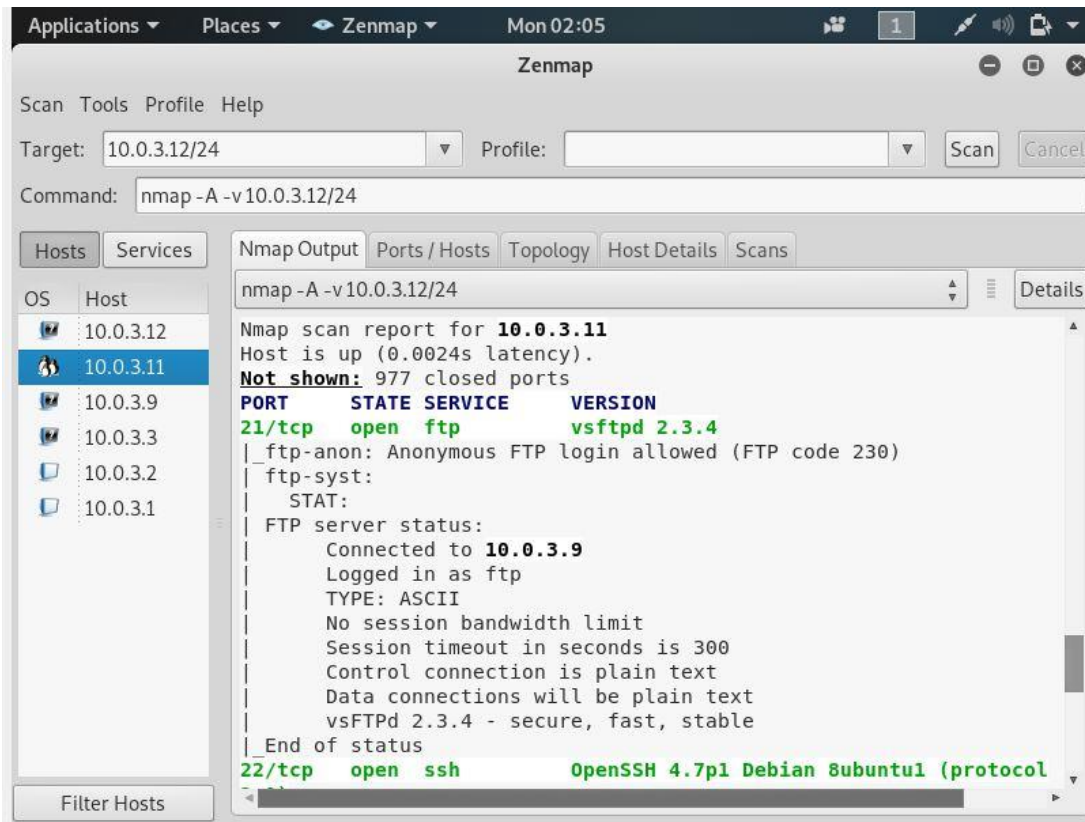 Applications Places Zenmap Mon 02:05 1
Zenmap
Scan Tools Profile Help
Target: 10.0.3.12/24 Profile: Scan Cancel
Command: nmap -A -v 10.0.3.12/24
Hosts Services
Nmap Output Ports / Hosts Topology Host Details Scans
OS Host
nmap -A -v 10.0.3.12/24 Details
10.0.3.12
10.0.3.11
10.0.3.9
10.0.3.3
10.0.3.2
10.0.3.1
Filter Hosts
Nmap scan report for 10.0.3.11
Host is up (0.0024s latency).
Not shown: 977 closed ports
PORT STATE SERVICE VERSION
21/tcp open ftp vsftpd 2.3.4
|_ftp-anon: Anonymous FTP login allowed (FTP code 230)
| ftp-syst:
|   STAT:
| FTP server status:
|      Connected to 10.0.3.9
|      Logged in as ftp
|      TYPE: ASCII
|      No session bandwidth limit
|      Session timeout in seconds is 300
|      Control connection is plain text
|      Data connections will be plain text
|      vsFTPd 2.3.4 - secure, fast, stable
|_End of status
22/tcp open ssh OpenSSH 4.7p1 Debian 8ubuntu1 (protocol